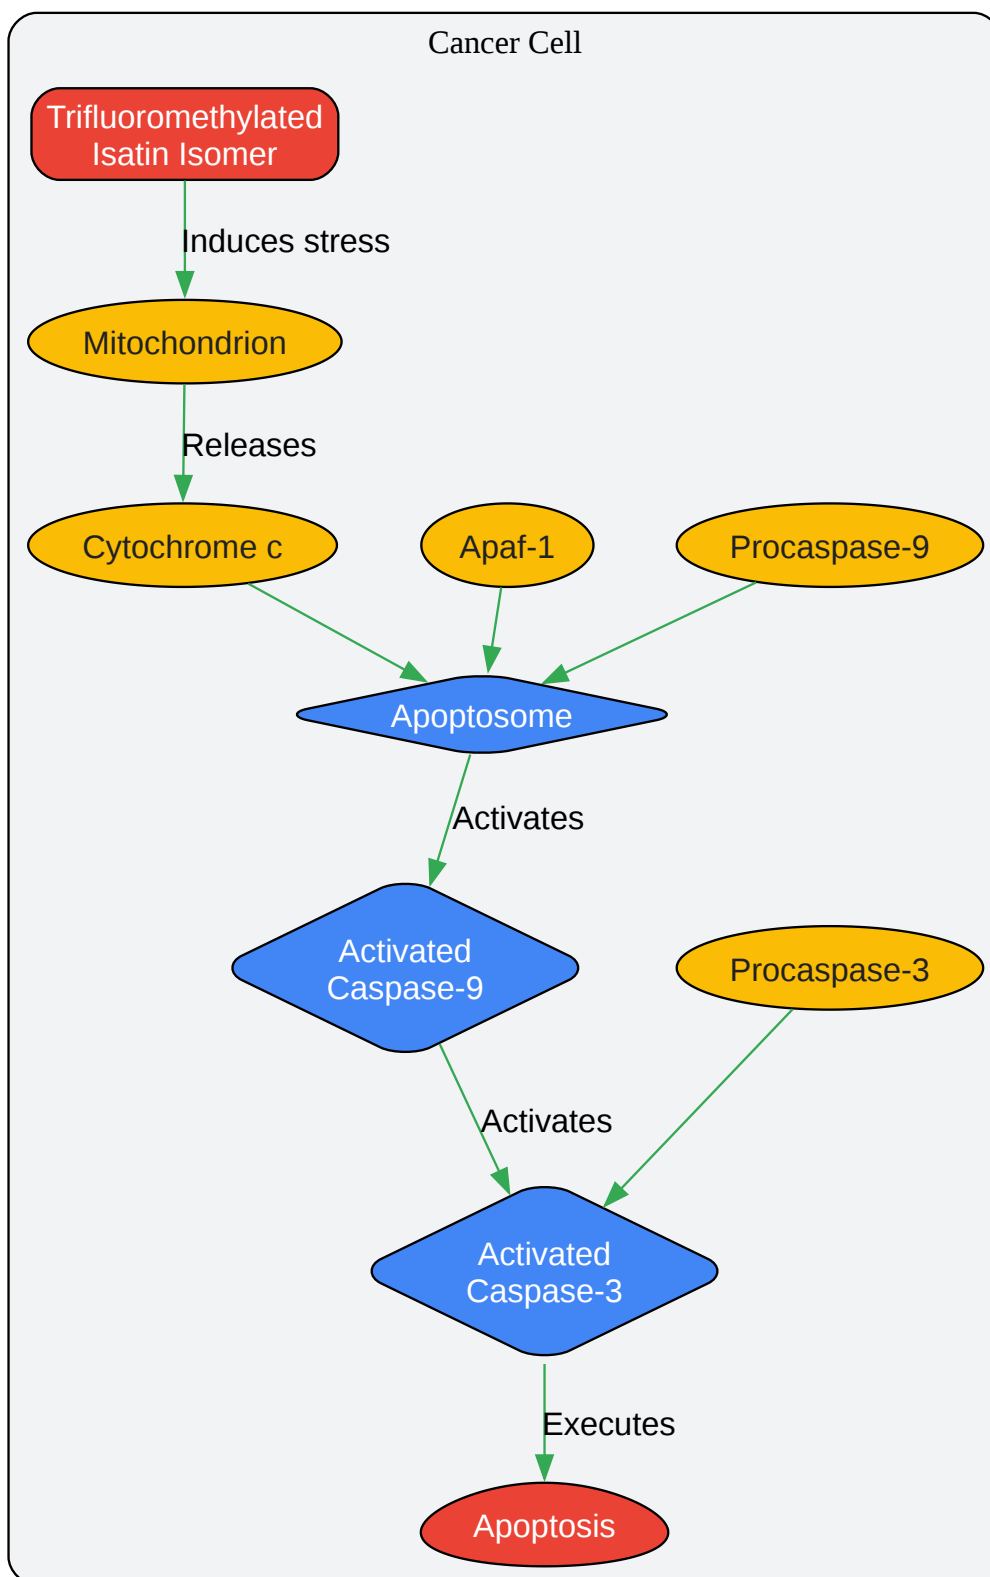 Cancer Cell
Trifluoromethylated
Isatin Isomer
Induces stress
Mitochondrion
Releases
Cytochrome c
Apaf-1
Procaspase-9
Apoptosome
Activates
Activated
Caspase-9
Procaspase-3
Activates
Activated
Caspase-3
Executes
Apoptosis